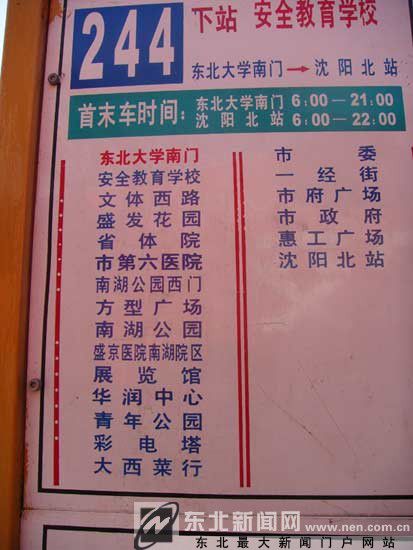 244
下站 安全教育学校
东北大学南门→沈阳北站
首末车时间：
东北大学南门 6:00—21:00
沈阳北站 6:00—22:00
东北大学南门
安全教育学校
文体西路
盛发花园
省体院
市第六医院
南湖公园西门
方型广场
南湖公园
盛京医院南湖院区
展览馆
华润中心
青年公园
彩电塔
大西菜行
市委
一经街
市府广场
市政府
惠工广场
沈阳北站
东北新闻网
www.nen.com.cn
东北最大新闻门户网站